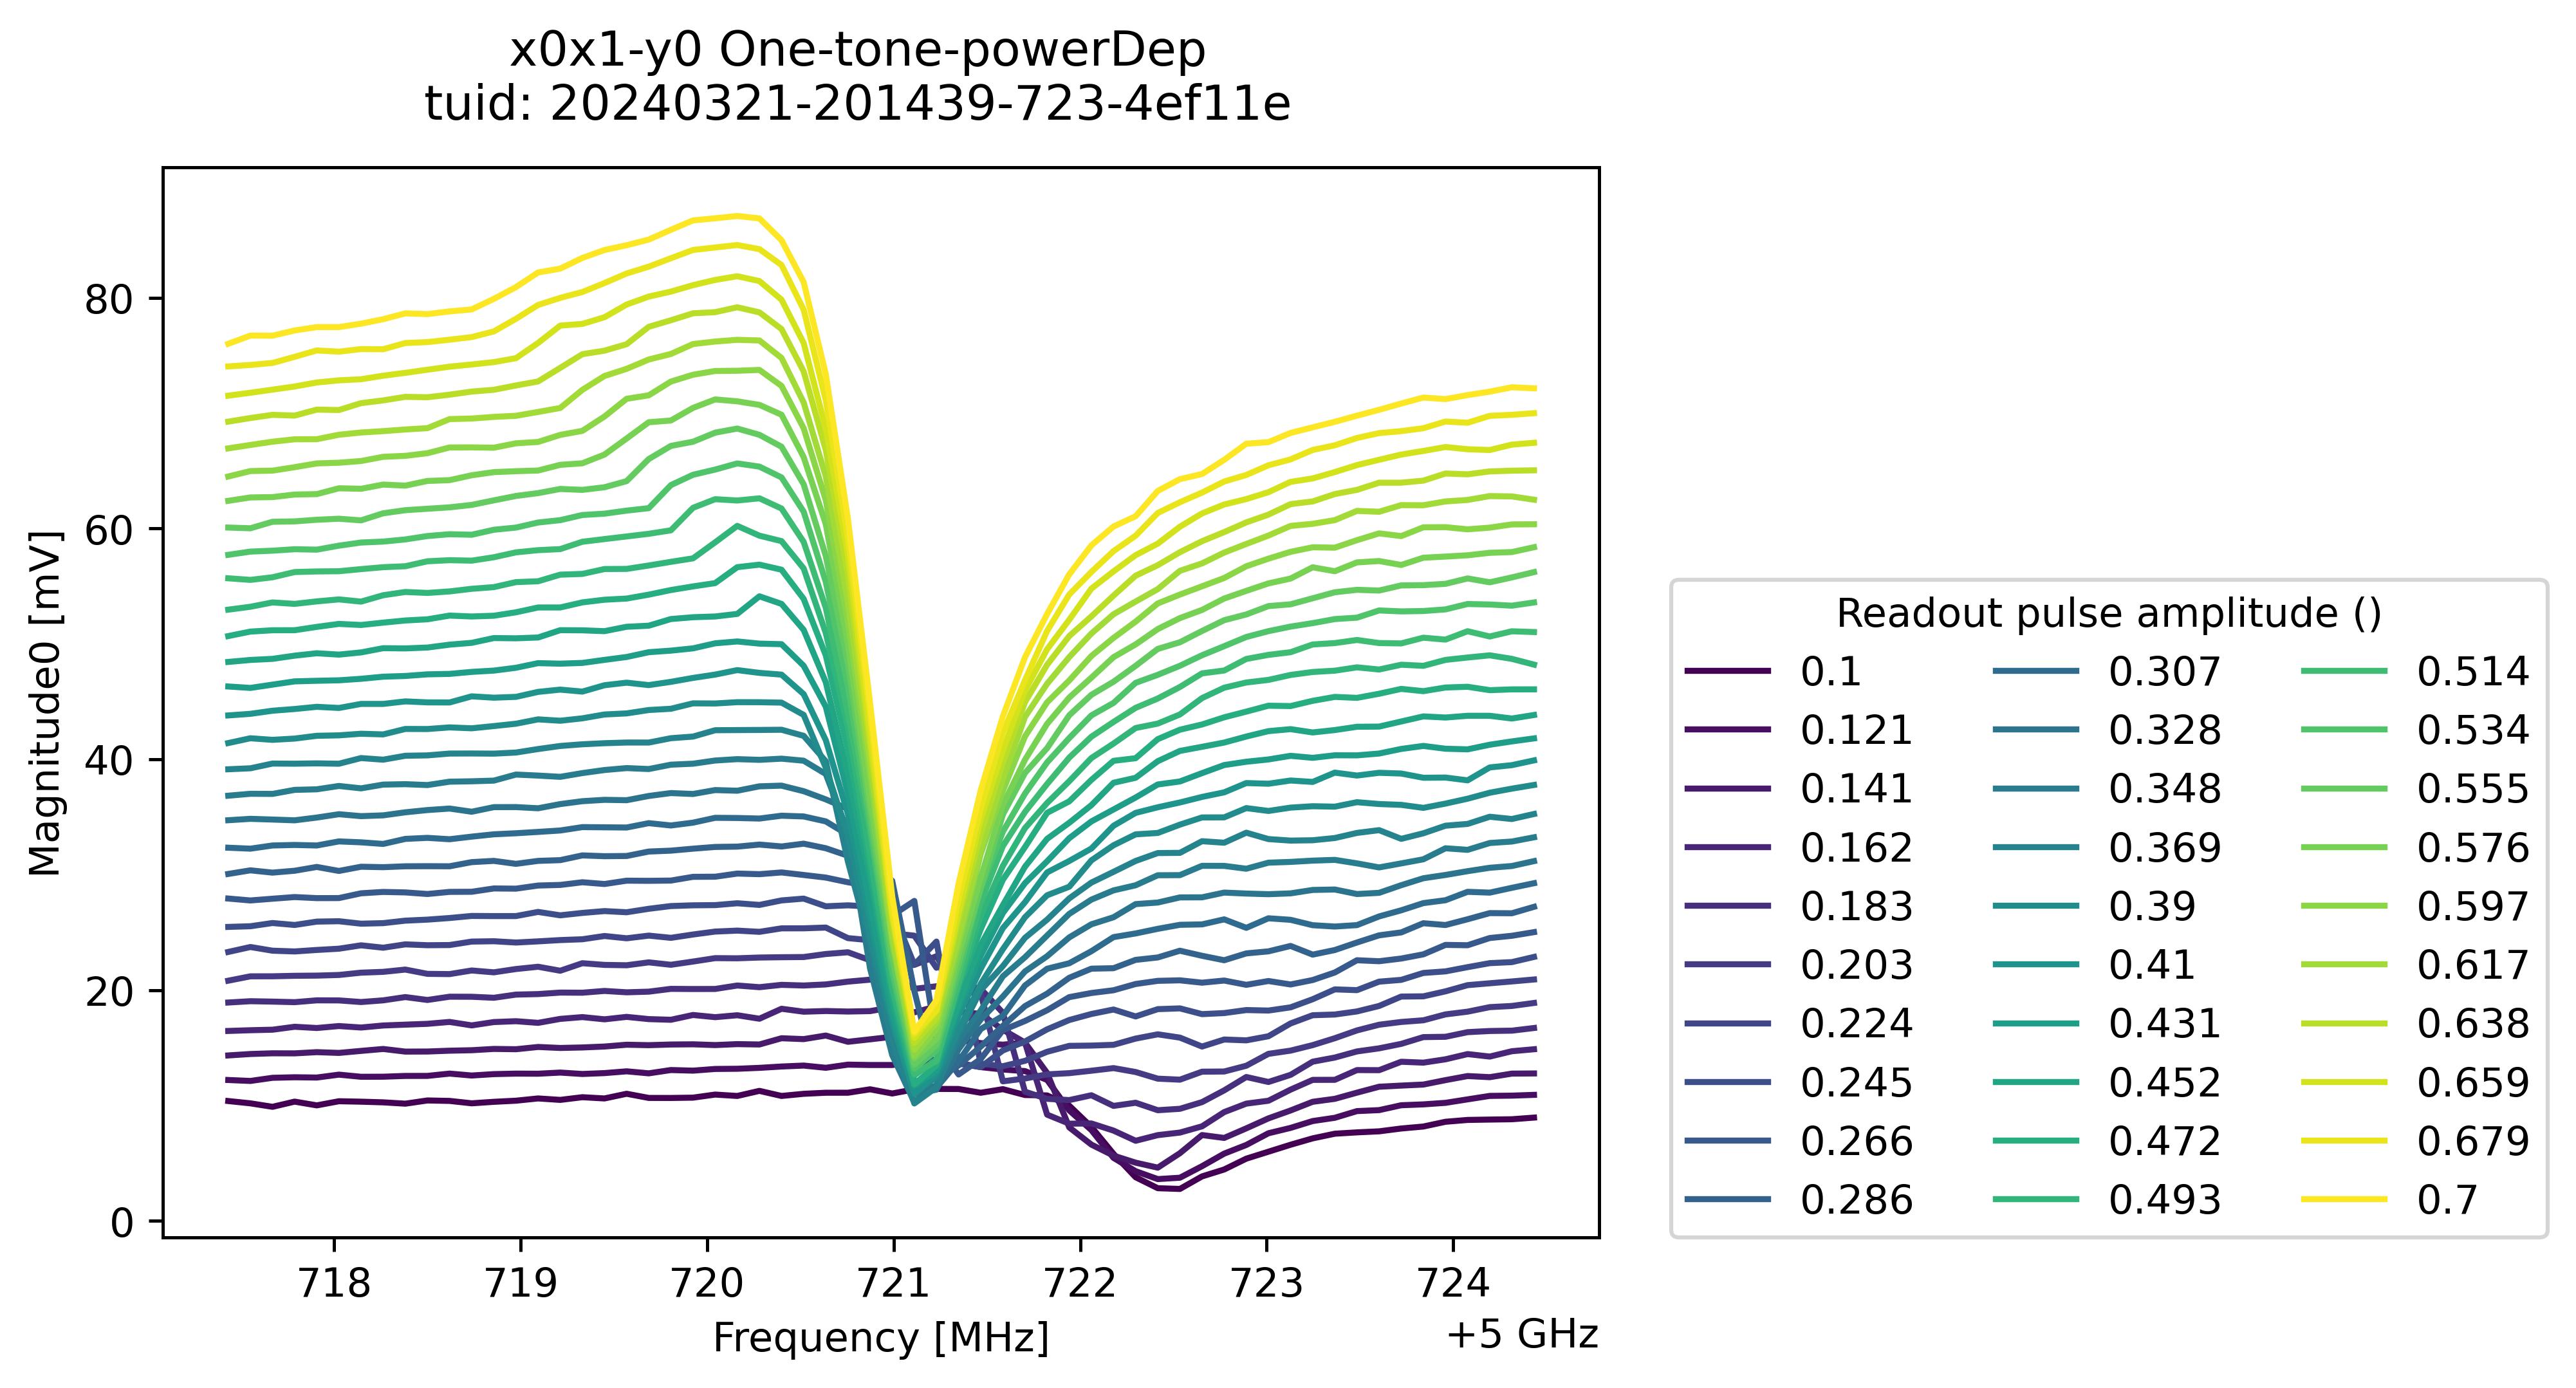 x0x1-y0 One-tone-powerDep
tuid: 20240321-201439-723-4ef11e
Magnitude0 [mV]
80
60
40
20
0
718 719 720 721 722 723 724
Frequency [MHz]
+5 GHz
Readout pulse amplitude ()
0.1 0.307 0.514
0.121 0.328 0.534
0.141 0.348 0.555
0.162 0.369 0.576
0.183 0.39 0.597
0.203 0.41 0.617
0.224 0.431 0.638
0.245 0.452 0.659
0.266 0.472 0.679
0.286 0.493 0.7